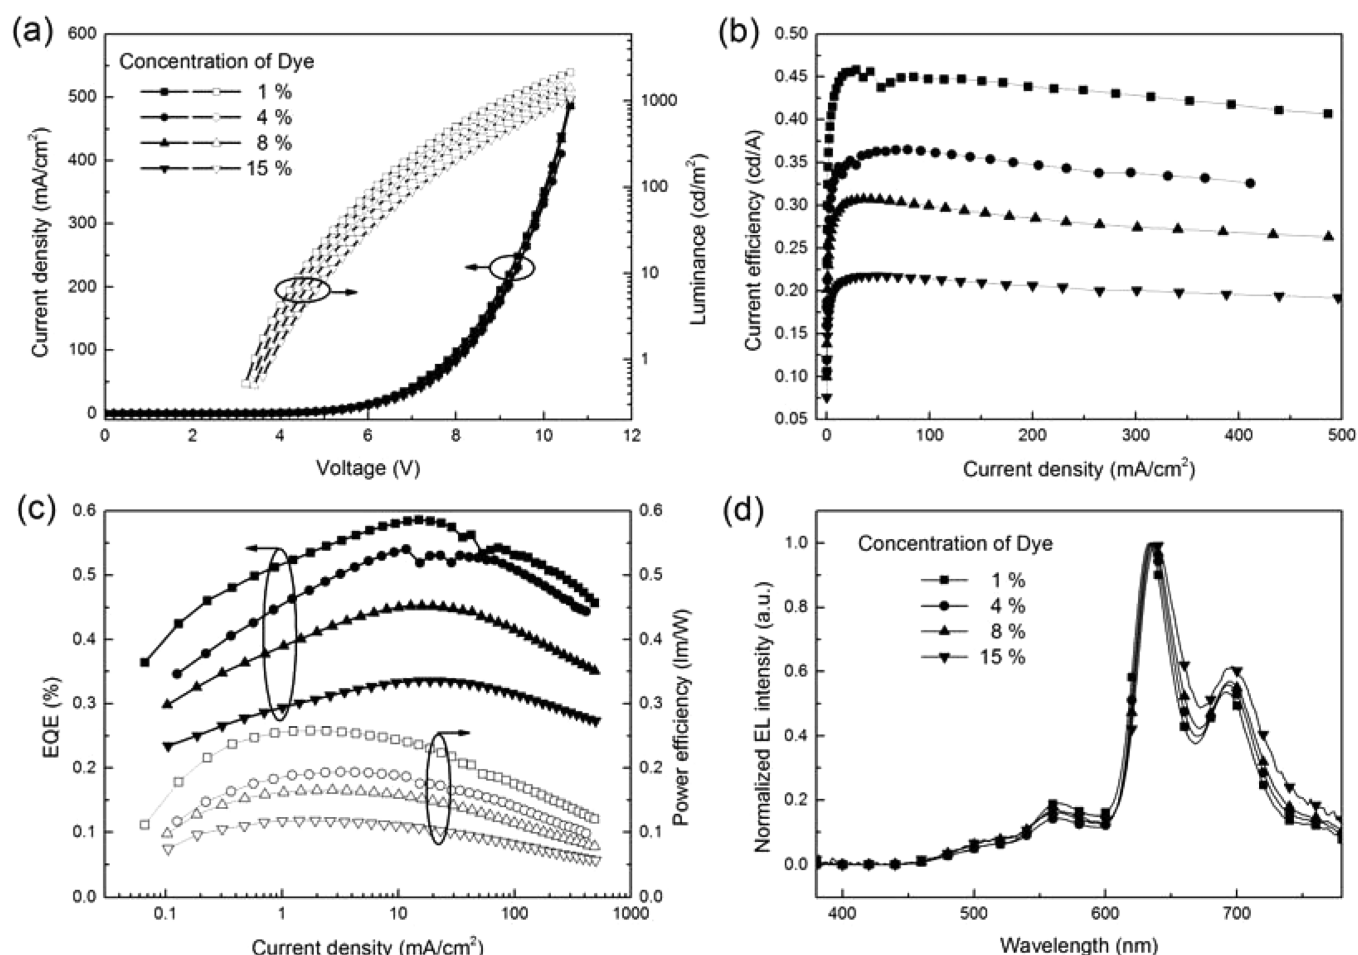 (a)
600
500
400
300
200
100
0
Current density (mA/cm²)
Concentration of Dye
1 %
4 %
8 %
15 %
1000
100
10
1
Luminance (cd/m²)
0 2 4 6 8 10 12
Voltage (V)
(b)
0.50
0.45
0.40
0.35
0.30
0.25
0.20
0.15
0.10
0.05
Current efficiency (cd/A)
0 100 200 300 400 500
Current density (mA/cm²)
(c)
0.6
0.5
0.4
0.3
0.2
0.1
0.0
EQE (%)
0.6
0.5
0.4
0.3
0.2
0.1
0.0
Power efficiency (lm/W)
0.1 1 10 100 1000
Current density (mA/cm²)
(d)
1.0
0.8
0.6
0.4
0.2
0.0
Normalized EL intensity (a.u.)
Concentration of Dye
1 %
4 %
8 %
15 %
400 500 600 700
Wavelength (nm)